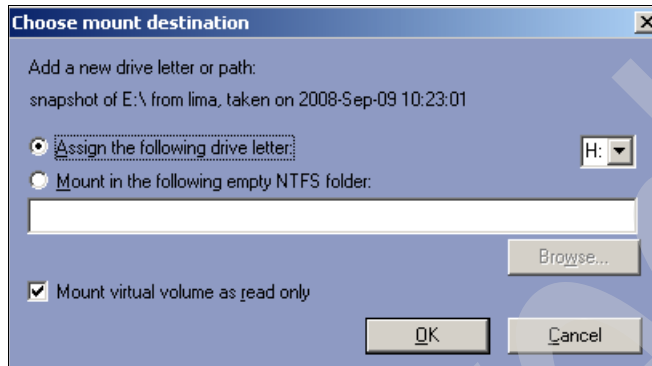 Choose mount destination
Add a new drive letter or path:
snapshot of E:\ from lima, taken on 2008-Sep-09 10:23:01
Assign the following drive letter: H:
Mount in the following empty NTFS folder:
Browse...
Mount virtual volume as read only
OK Cancel